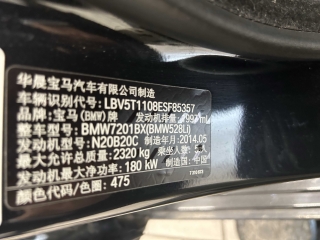 华晨宝马汽车有限公司制造
车辆识别代号: LBV5T1108ESF85357
品牌: 宝马(BMW)牌 发动机排量: 1997mL
整车型号: BMW7201BX(BMW528Li)
发动机型号: N20B20C 制造年月: 2014.05
最大允许总质量: 2320 kg 乘坐人数: 5 人
发动机最大净功率: 180 kW 制造国: 中国
颜色代码/色圈: 475